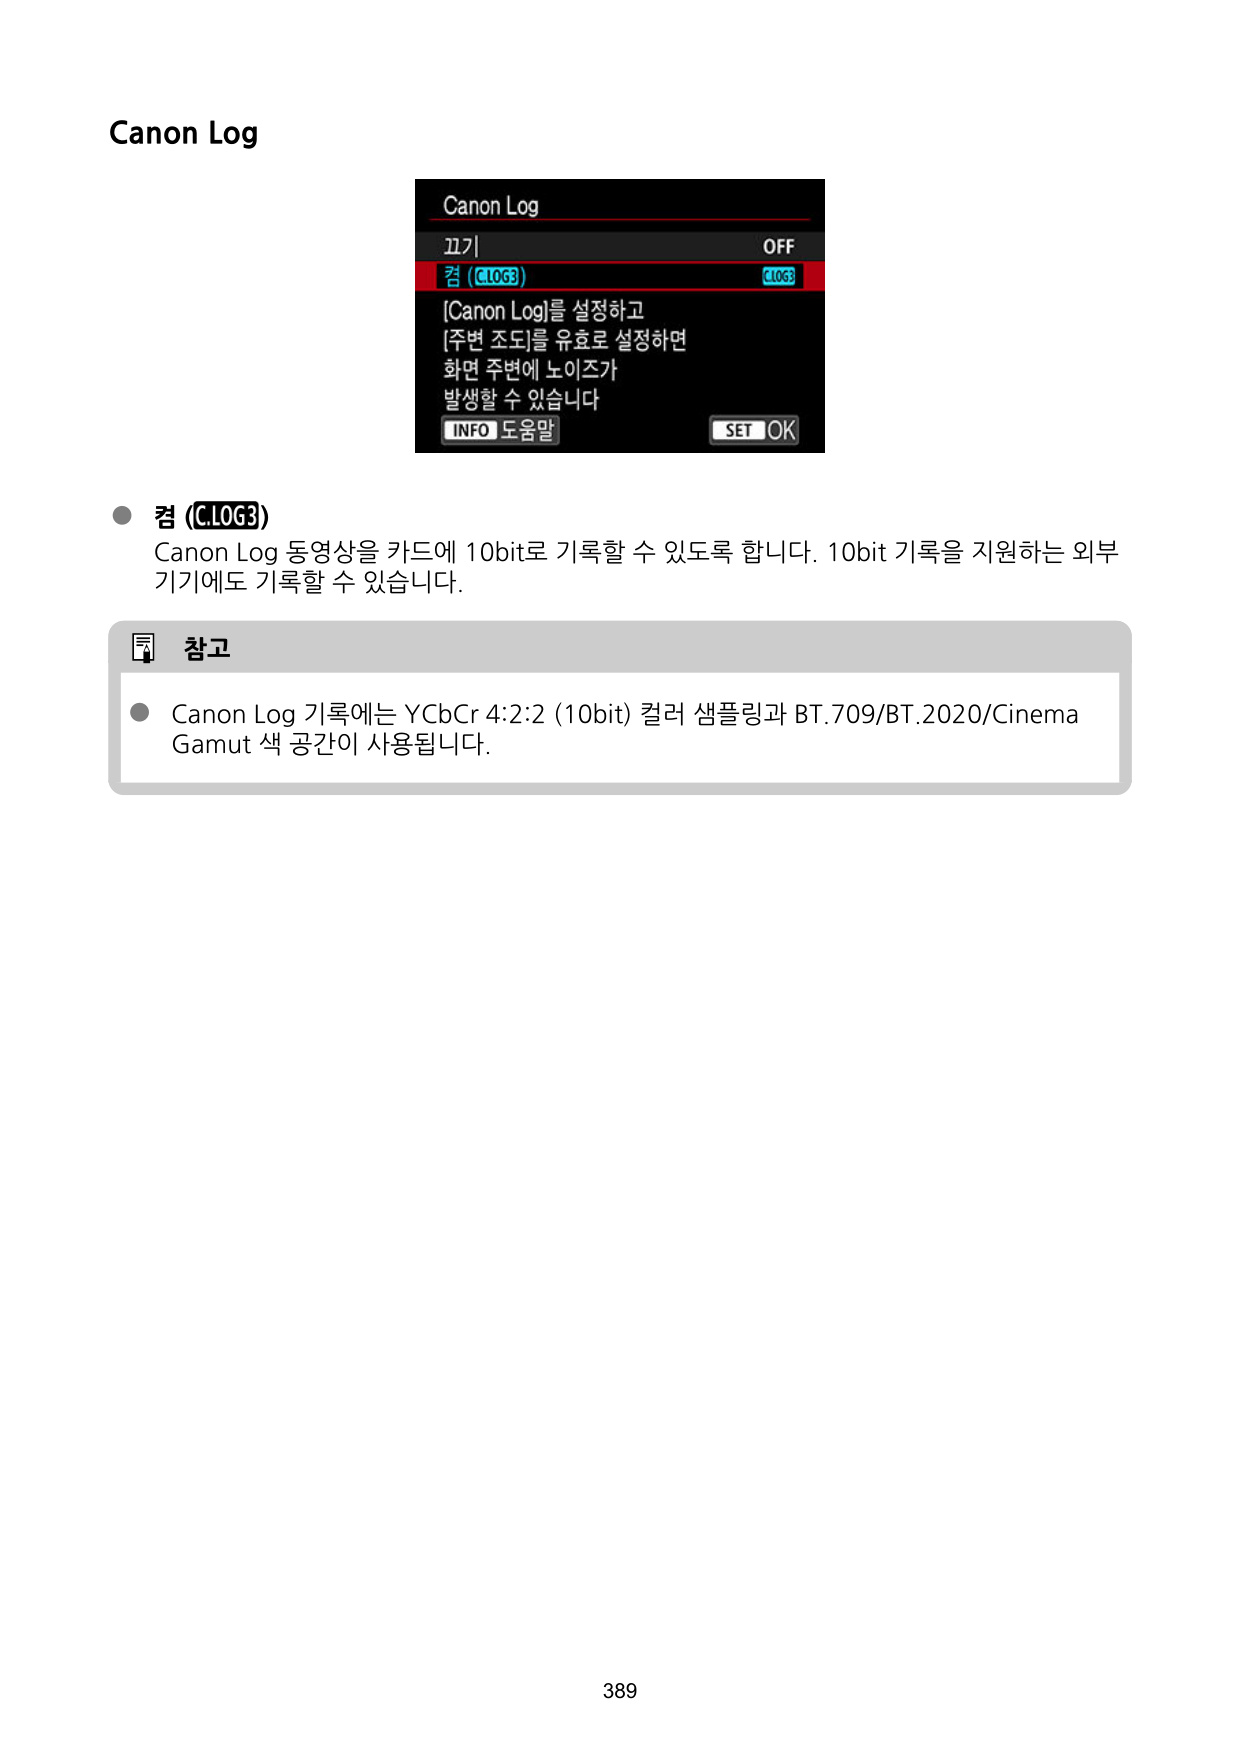 Canon Log
Canon Log
끄기 OFF
켬 (C.LOG3) C.LOG3
[Canon Log]를 설정하고
[주변 조도]를 유효로 설정하면
화면 주변에 노이즈가
발생할 수 있습니다
INFO 도움말 SET OK
● 켬 (C.LOG3)
Canon Log 동영상을 카드에 10bit로 기록할 수 있도록 합니다. 10bit 기록을 지원하는 외부
기기에도 기록할 수 있습니다.
참고
● Canon Log 기록에는 YCbCr 4:2:2 (10bit) 컬러 샘플링과 BT.709/BT.2020/Cinema
Gamut 색 공간이 사용됩니다.
389